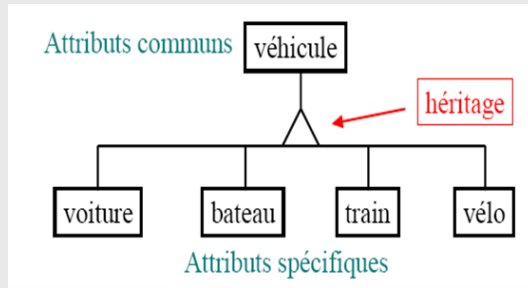 Attributs communs
véhicule
héritage
voiture
bateau
train
vélo
Attributs spécifiques